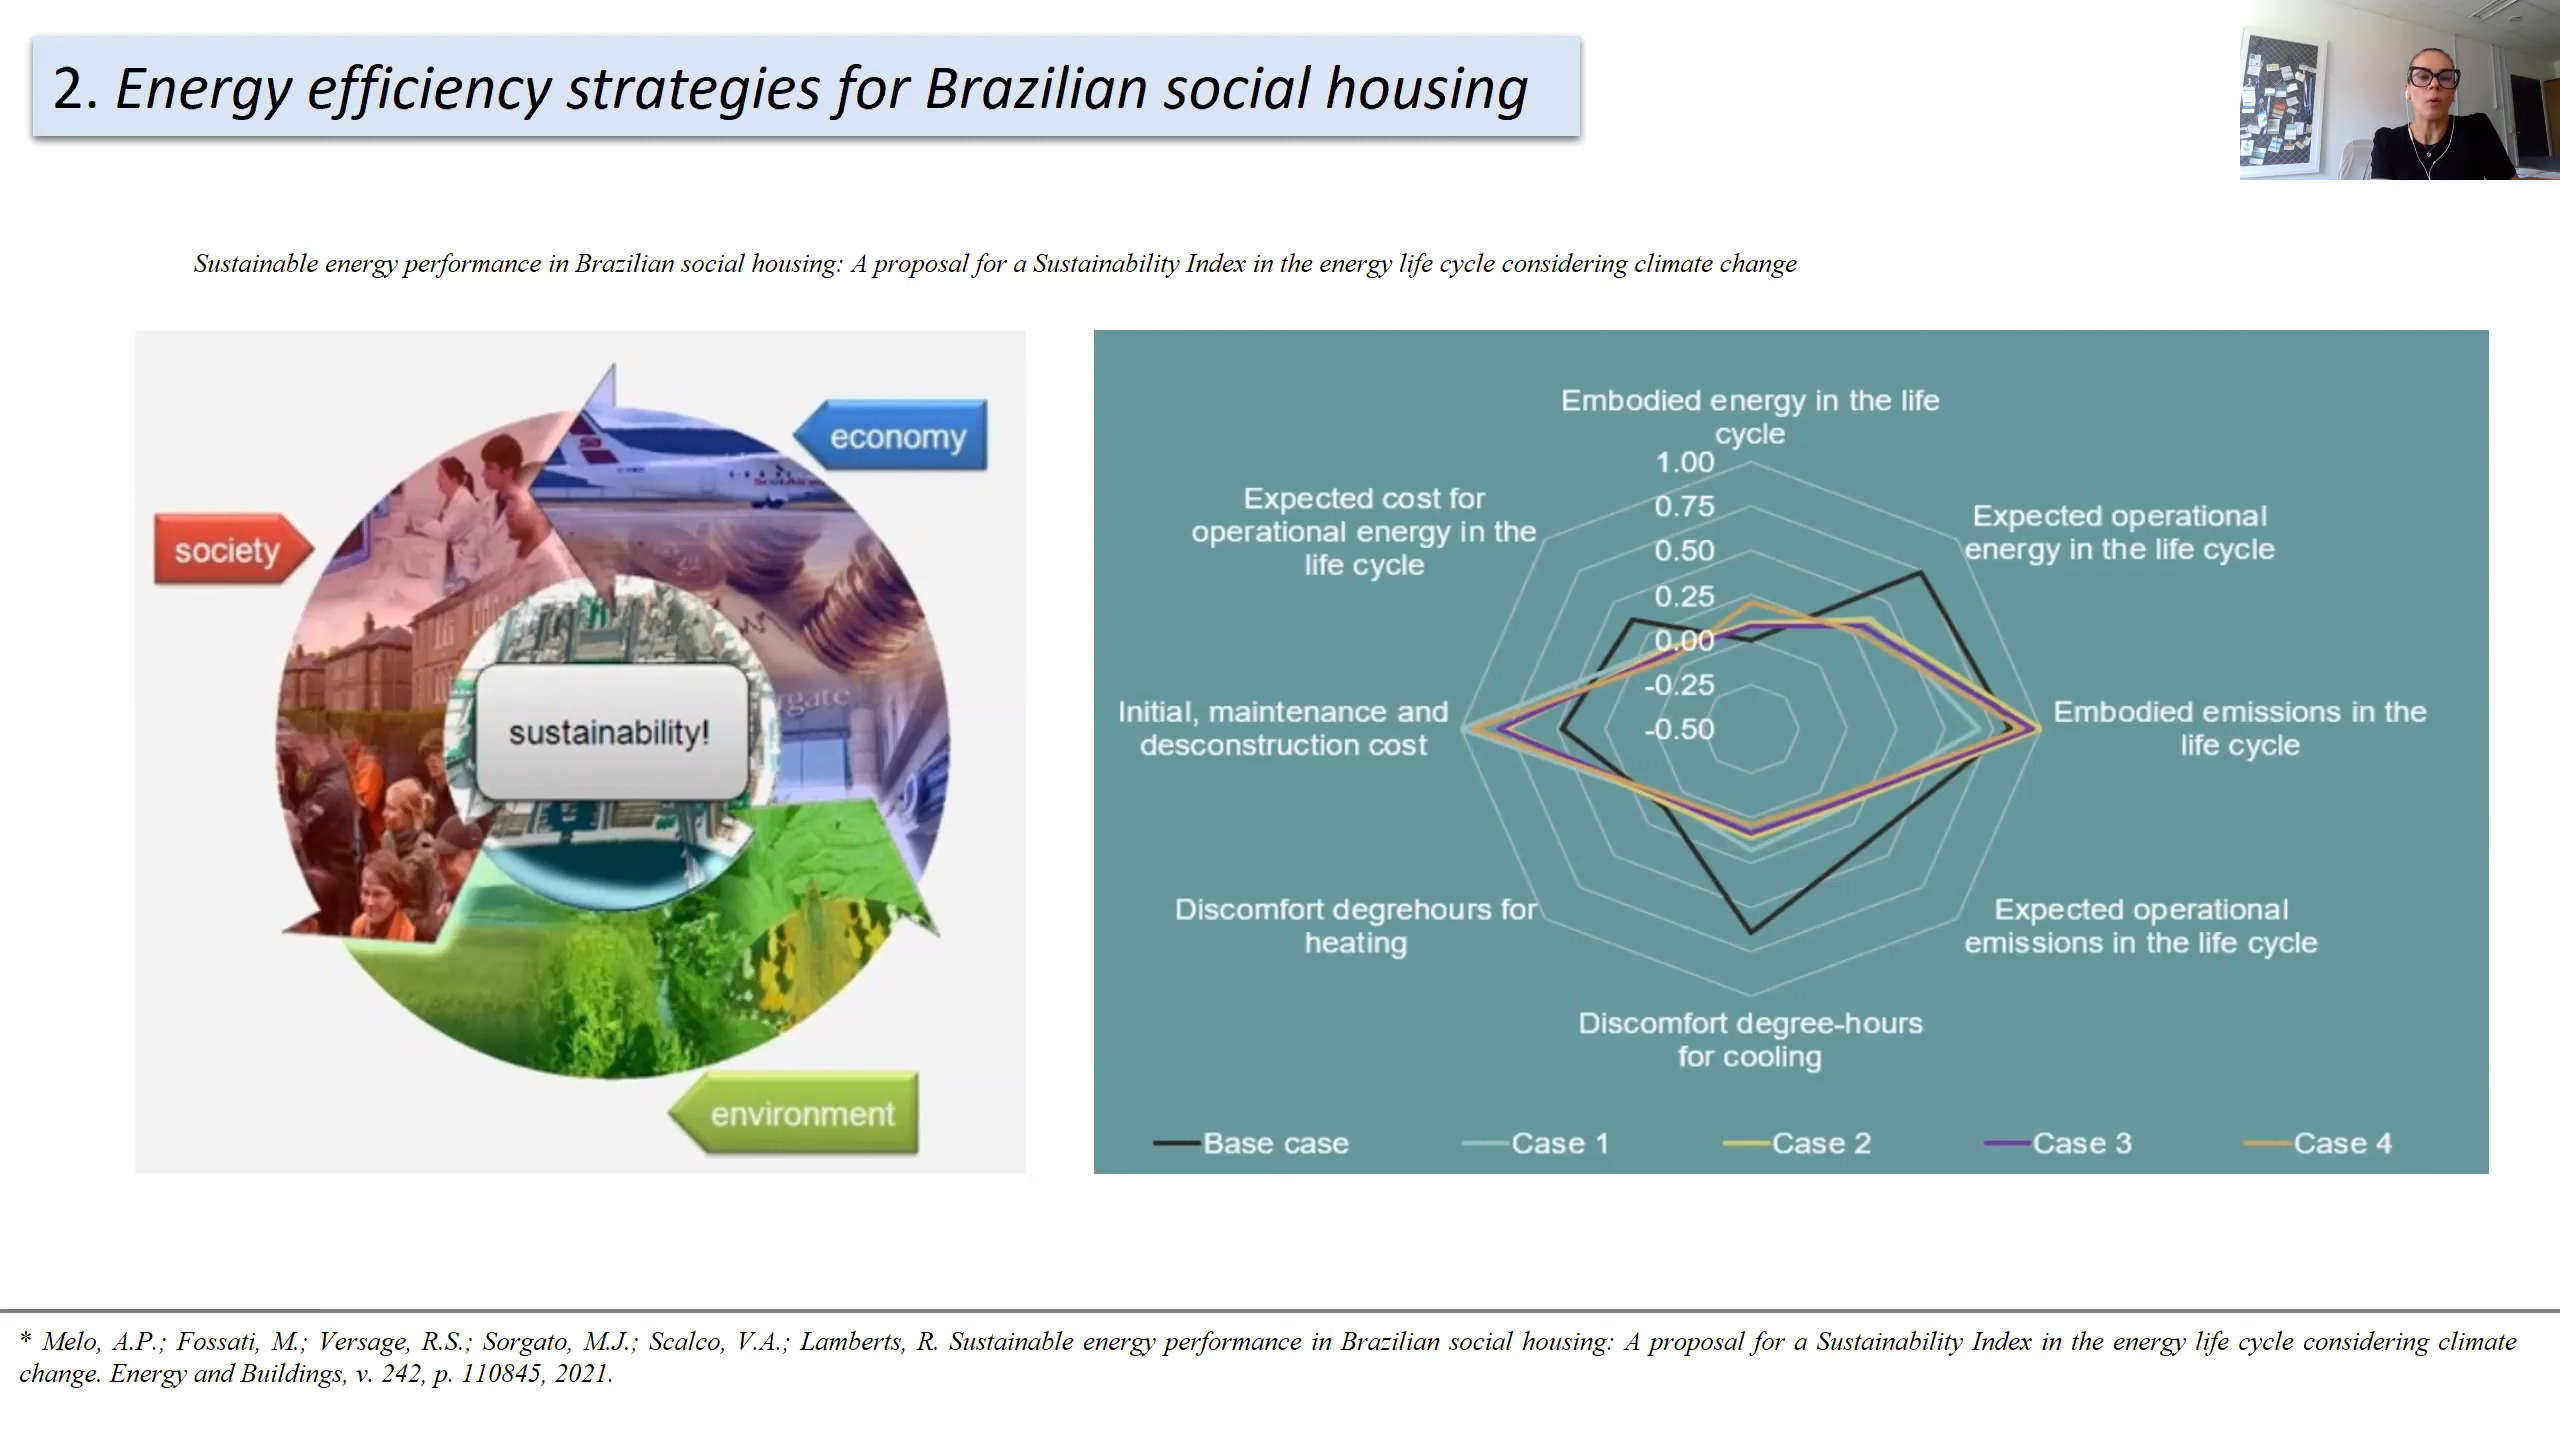 2. Energy efficiency strategies for Brazilian social housing
Sustainable energy performance in Brazilian social housing: A proposal for a Sustainability Index in the energy life cycle considering climate change
economy
society
sustainability!
environment
Embodied energy in the life
cycle
1.00
0.75
0.50
0.25
0.00
-0.25
-0.50
Expected operational
energy in the life cycle
Embodied emissions in the
life cycle
Expected operational
emissions in the life cycle
Discomfort degree-hours
for cooling
Discomfort degrehours for
heating
Initial, maintenance and
desconstruction cost
Expected cost for
operational energy in the
life cycle
Base case
Case 1
Case 2
Case 3
Case 4
* Melo, A.P.; Fossati, M.; Versage, R.S.; Sorgato, M.J.; Scalco, V.A.; Lamberts, R. Sustainable energy performance in Brazilian social housing: A proposal for a Sustainability Index in the energy life cycle considering climate
change. Energy and Buildings, v. 242, p. 110845, 2021.